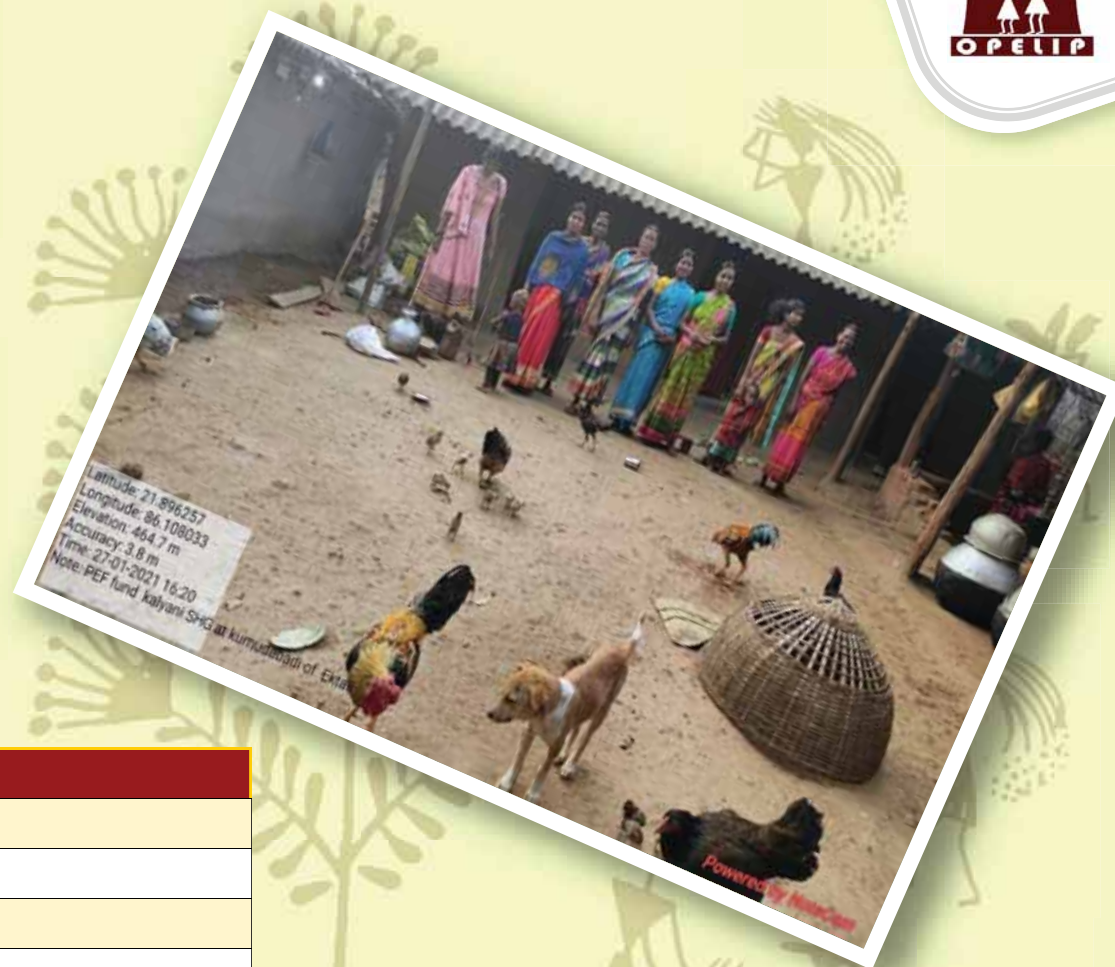 OPELIP
Latitude: 21.896257
Longitude: 86.108033
Elevation: 464.7 m
Accuracy: 3.8 m
Time: 27-01-2021 16:20
Note: PEF fund kalyani SHG at kumudabadi of
Powered by NoteCam